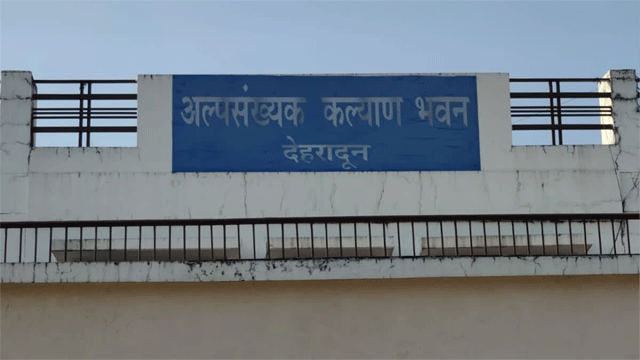 अल्पसंख्यक कल्याण भवन
देहरादून